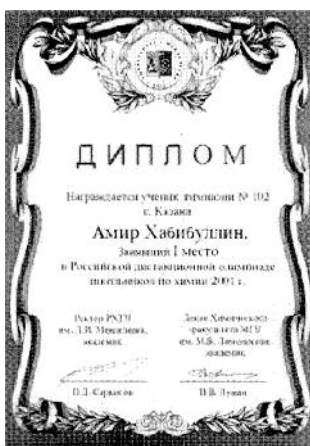 ДИПЛОМ
Награждается ученик гимназии № 102
г. Казани
Амир Хабибуллин,
Занявший I место
в Российской дистанционной олимпиаде
школьников по химии 2001 г.
Ректор РХТУ
им. Д.И. Менделеева,
академик
П.Д. Саркисов
Декан Химического
факультета МГУ
им. М.В. Ломоносова
академик
В.В. Лунин